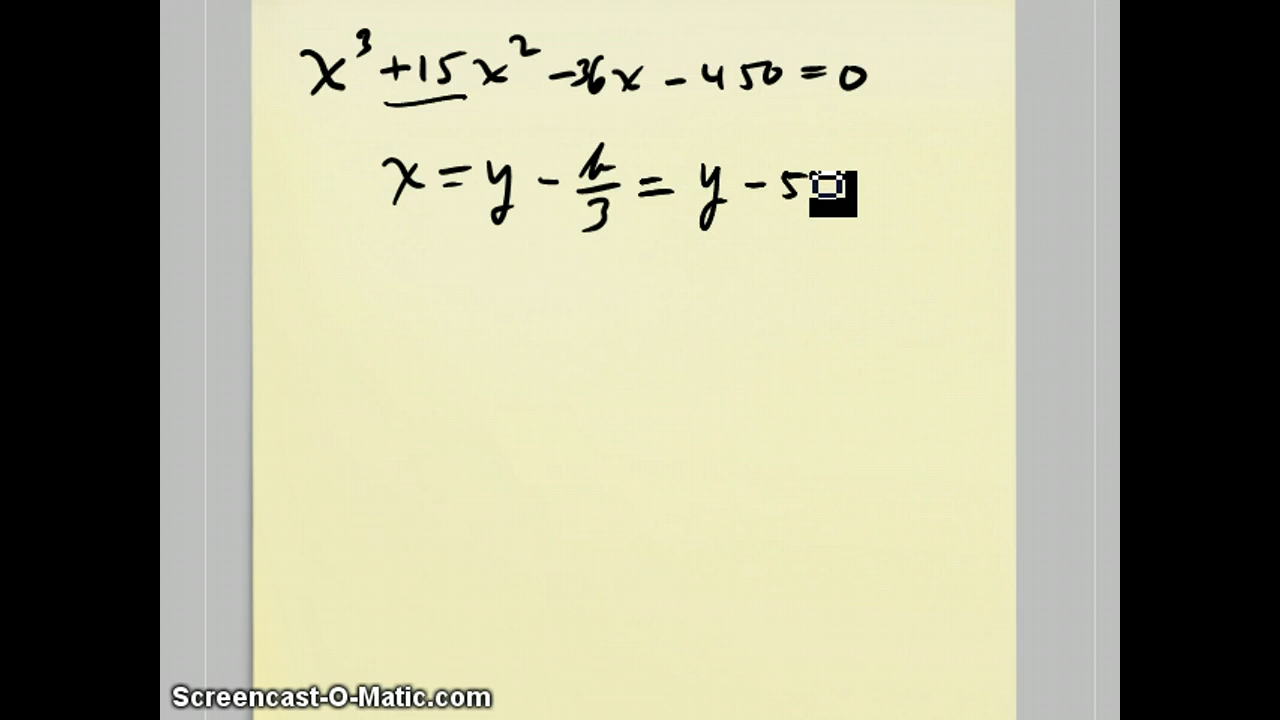 x³ +15x² -36x - 450 = 0
x = y - b/3 = y - 5
Screencast-O-Matic.com